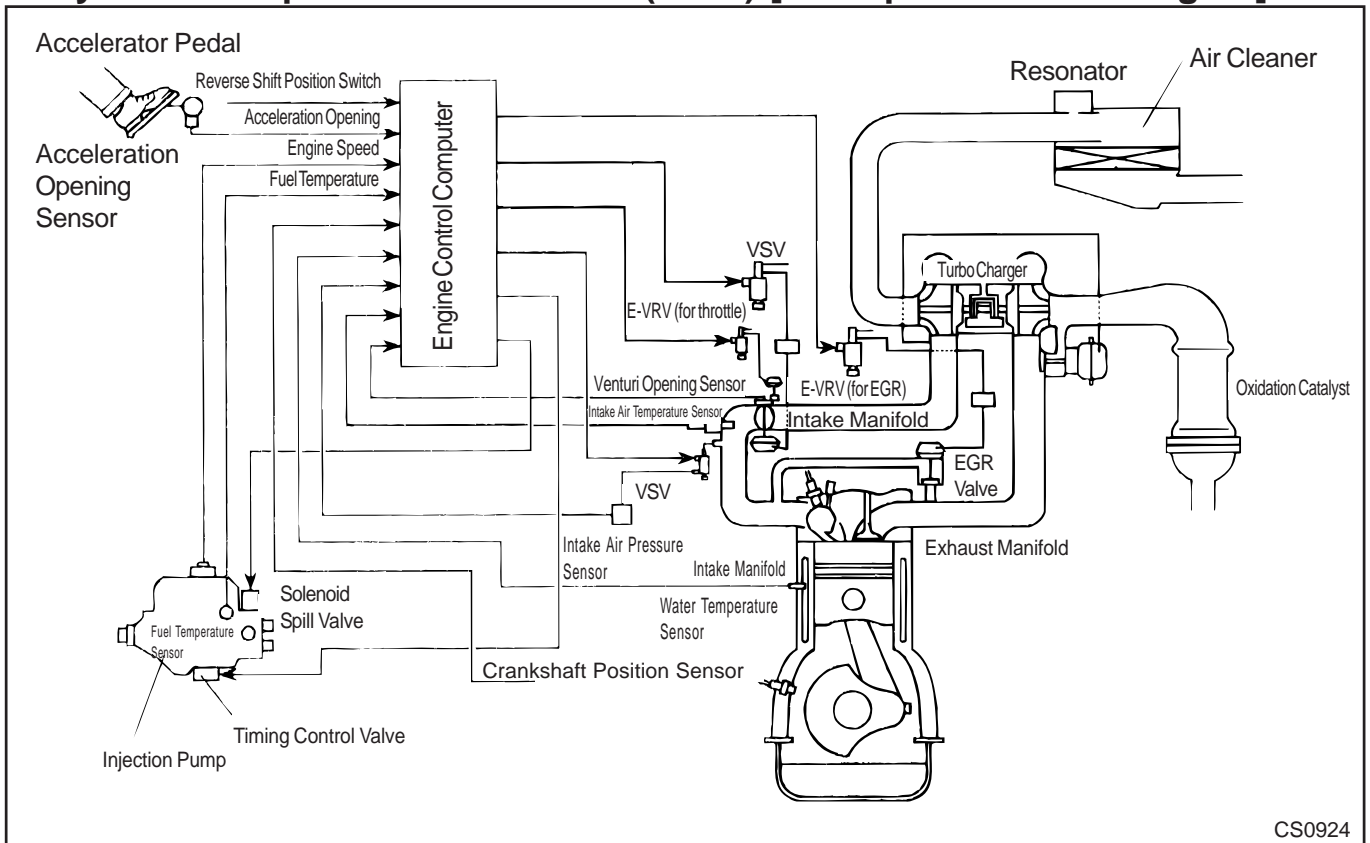 Accelerator Pedal
Reverse Shift Position Switch
Acceleration Opening
Acceleration
Opening
Sensor
Engine Speed
Fuel Temperature
Engine Control Computer
Resonator
Air Cleaner
VSV
Turbo Charger
E-VRV (for throttle)
Venturi Opening Sensor
E-VRV (for EGR)
Oxidation Catalyst
Intake Air Temperature Sensor
Intake Manifold
EGR
Valve
VSV
Intake Air Pressure
Sensor
Exhaust Manifold
Intake Manifold
Water Temperature
Sensor
Solenoid
Spill Valve
Fuel Temperature
Sensor
Crankshaft Position Sensor
Timing Control Valve
Injection Pump
CS0924